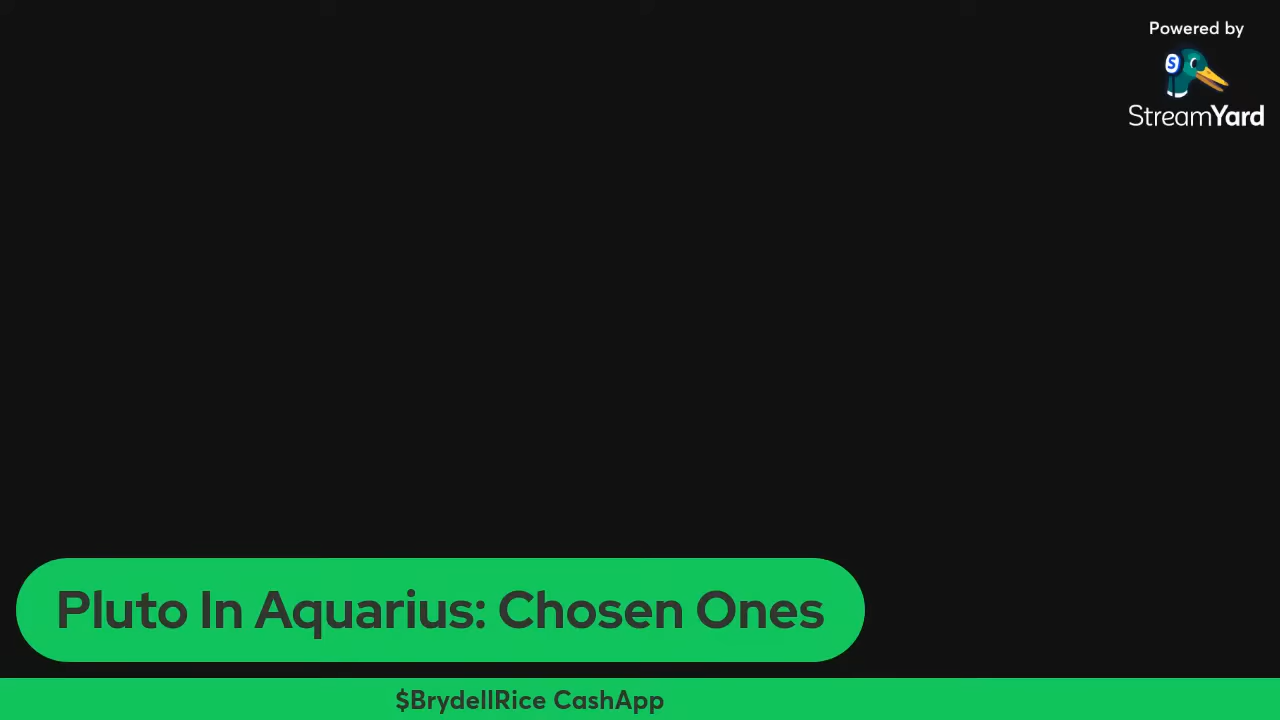 Powered by
S
StreamYard
Pluto In Aquarius: Chosen Ones
$BrydellRice CashApp